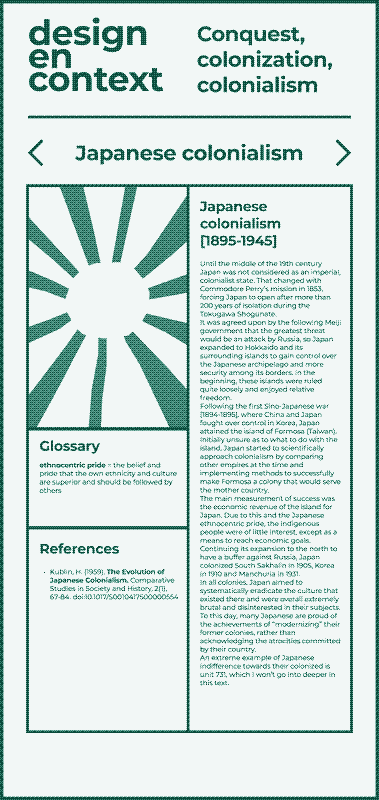 design
en
context
Conquest,
colonization,
colonialism
Japanese colonialism
Japanese
colonialism
[1895-1945]
Until the middle of the 19th century
Japan was not considered as an imperial,
colonialist state. That changed with
Commodore Perry's mission in 1853,
forcing Japan to open after more than
200 years of isolation during the
Tokugawa Shogunate.
It was agreed upon by the following Meiji
government that the greatest threat
would be an attack by Russia, so Japan
expanded to Hokkaido and its
surrounding islands to gain control over
the Japanese archipelago and more
security among its borders. In the
beginning, these islands were ruled
quite loosely and enjoyed relative
freedom.
Following the first Sino-Japanese war
[1894-1895], where China and Japan
fought over control in Korea, Japan
attained the island of Formosa (Taiwan).
Initially unsure as to what to do with the
island, Japan started to scientifically
approach colonialism by comparing
other empires at the time and
implementing methods to successfully
make Formosa a colony that would serve
the mother country.
The main measurement of success was
the economic revenue of the island for
Japan. Due to this and the Japanese
ethnocentric pride, the indigenous
people were of little interest, except as a
means to reach economic goals.
Continuing its expansion to the north to
have a buffer against Russia, Japan
colonized South Sakhalin in 1905, Korea
in 1910 and Manchuria in 1931.
In all colonies, Japan aimed to
systematically eradicate the culture that
existed there and were overall extremely
brutal and disinterested in their subjects.
To this day, many Japanese are proud of
the achievements of "modernizing" their
former colonies, rather than
acknowledging the atrocities committed
by their country.
An extreme example of Japanese
indifference towards their colonized is
unit 731, which I won't go into deeper in
this text.
Glossary
ethnocentric pride = the belief and
pride that the own ethnicity and culture
are superior and should be followed by
others
References
· Kublin, H. (1959). The Evolution of
Japanese Colonialism. Comparative
Studies in Society and History, 2(1),
67-84. doi:10.1017/S0010417500000554